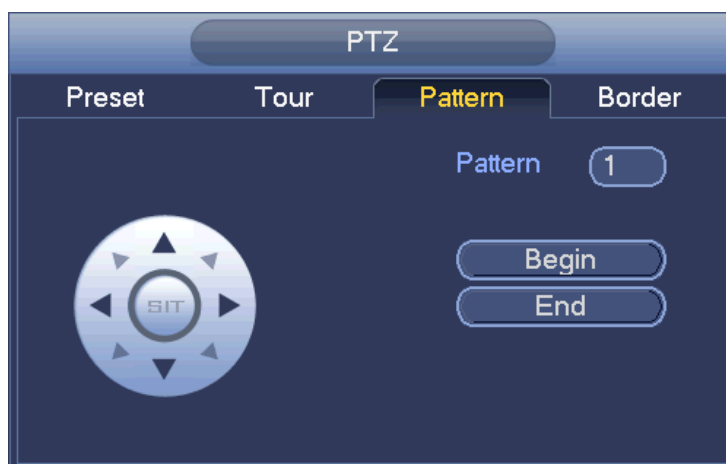 PTZ
Preset Tour Pattern Border
Pattern 1
Begin
SIT
End